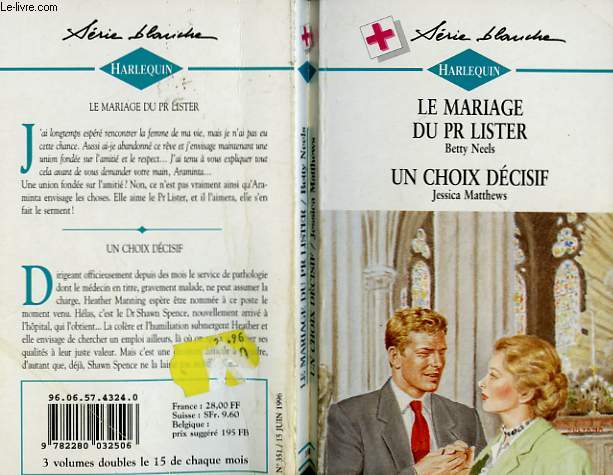 Le-livre.com
Série blanche
HARLEQUIN
LE MARIAGE DU PR LISTER
J'ai longtemps espéré rencontrer la femme de ma vie, mais je n'ai pas eu
cette chance. Aussi ai-je abandonné ce rêve et j'envisage maintenant une
union fondée sur l'amitié et le respect... J'ai tenu à vous expliquer tout
cela avant de vous demander votre main, Araminta...
Une union fondée sur l'amitié ! Non, ce n'est pas vraiment ainsi qu'Ara-
minta envisage les choses. Elle aime le Pr Lister, et il l'aimera, elle s'en
fait le serment !
UN CHOIX DÉCISIF
Dirigeant officieusement depuis des mois le service de pathologie
dont le médecin en titre, gravement malade, ne peut assumer la
charge, Heather Manning espère être nommée à ce poste le
moment venu. Hélas, c'est le Dr Shawn Spence, nouvellement arrivé à
l'hôpital, qui l'obtient... La colère et l'humiliation submergent Heather et
elle envisage de chercher un emploi ailleurs, là où
ses qualités à leur juste valeur. Mais c'est une
d'autant que, déjà, Shawn Spence ne la laisse
96.06.57.4324.0
9 782280 032506
France : 28,00 FF
Suisse : SFr. 9.60
Belgique :
prix suggéré 195 FB
3 volumes doubles le 15 de chaque mois
LE MARIAGE DU PR LISTER / Betty Neels
UN CHOIX DÉCISIF / Jessica Matthews
N° 351 / 15 JUIN 1996
Série blanche
HARLEQUIN
LE MARIAGE
DU PR LISTER
Betty Neels
UN CHOIX DÉCISIF
Jessica Matthews